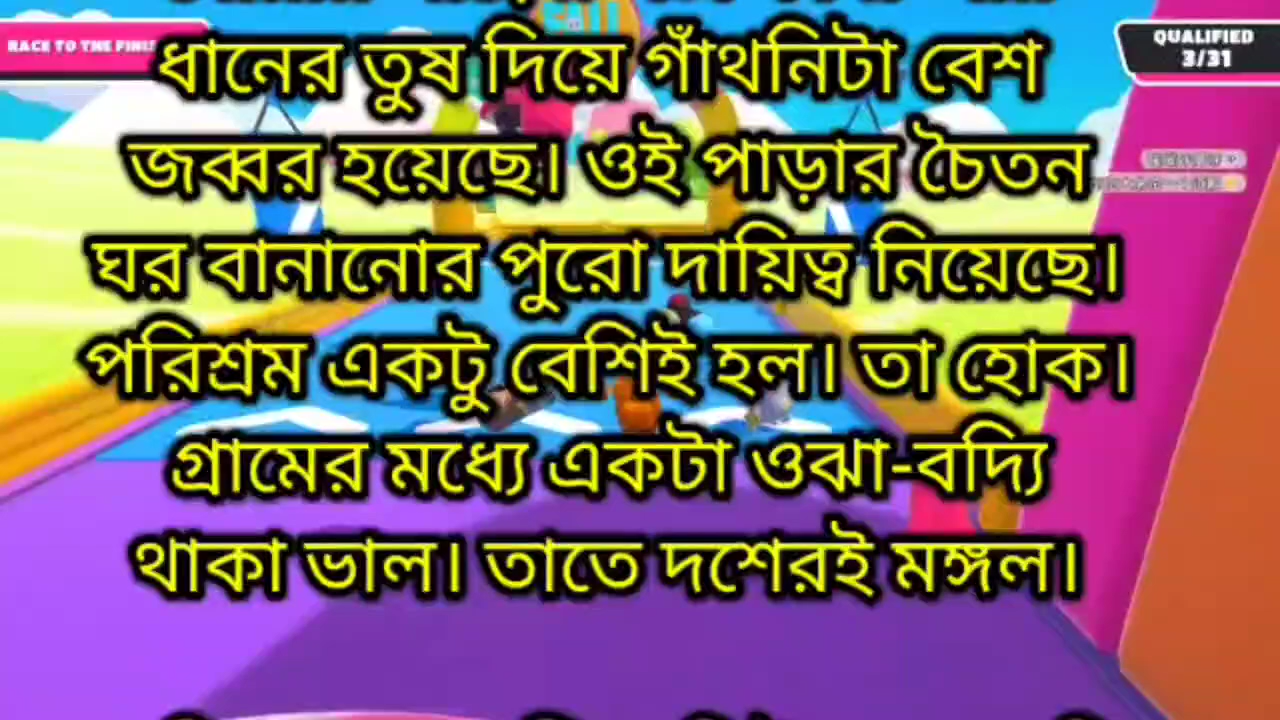 RACE TO THE FINI
QUALIFIED
3/31
ধানের তুষ দিয়ে গাঁথনিটা বেশ
জব্বর হয়েছে। ওই পাড়ার চৈতন
ঘর বানানোর পুরো দায়িত্ব নিয়েছে।
পরিশ্রম একটু বেশিই হল। তা হোক।
গ্রামের মধ্যে একটা ওঝা-বদ্যি
থাকা ভাল। তাতে দশেরই মঙ্গল।